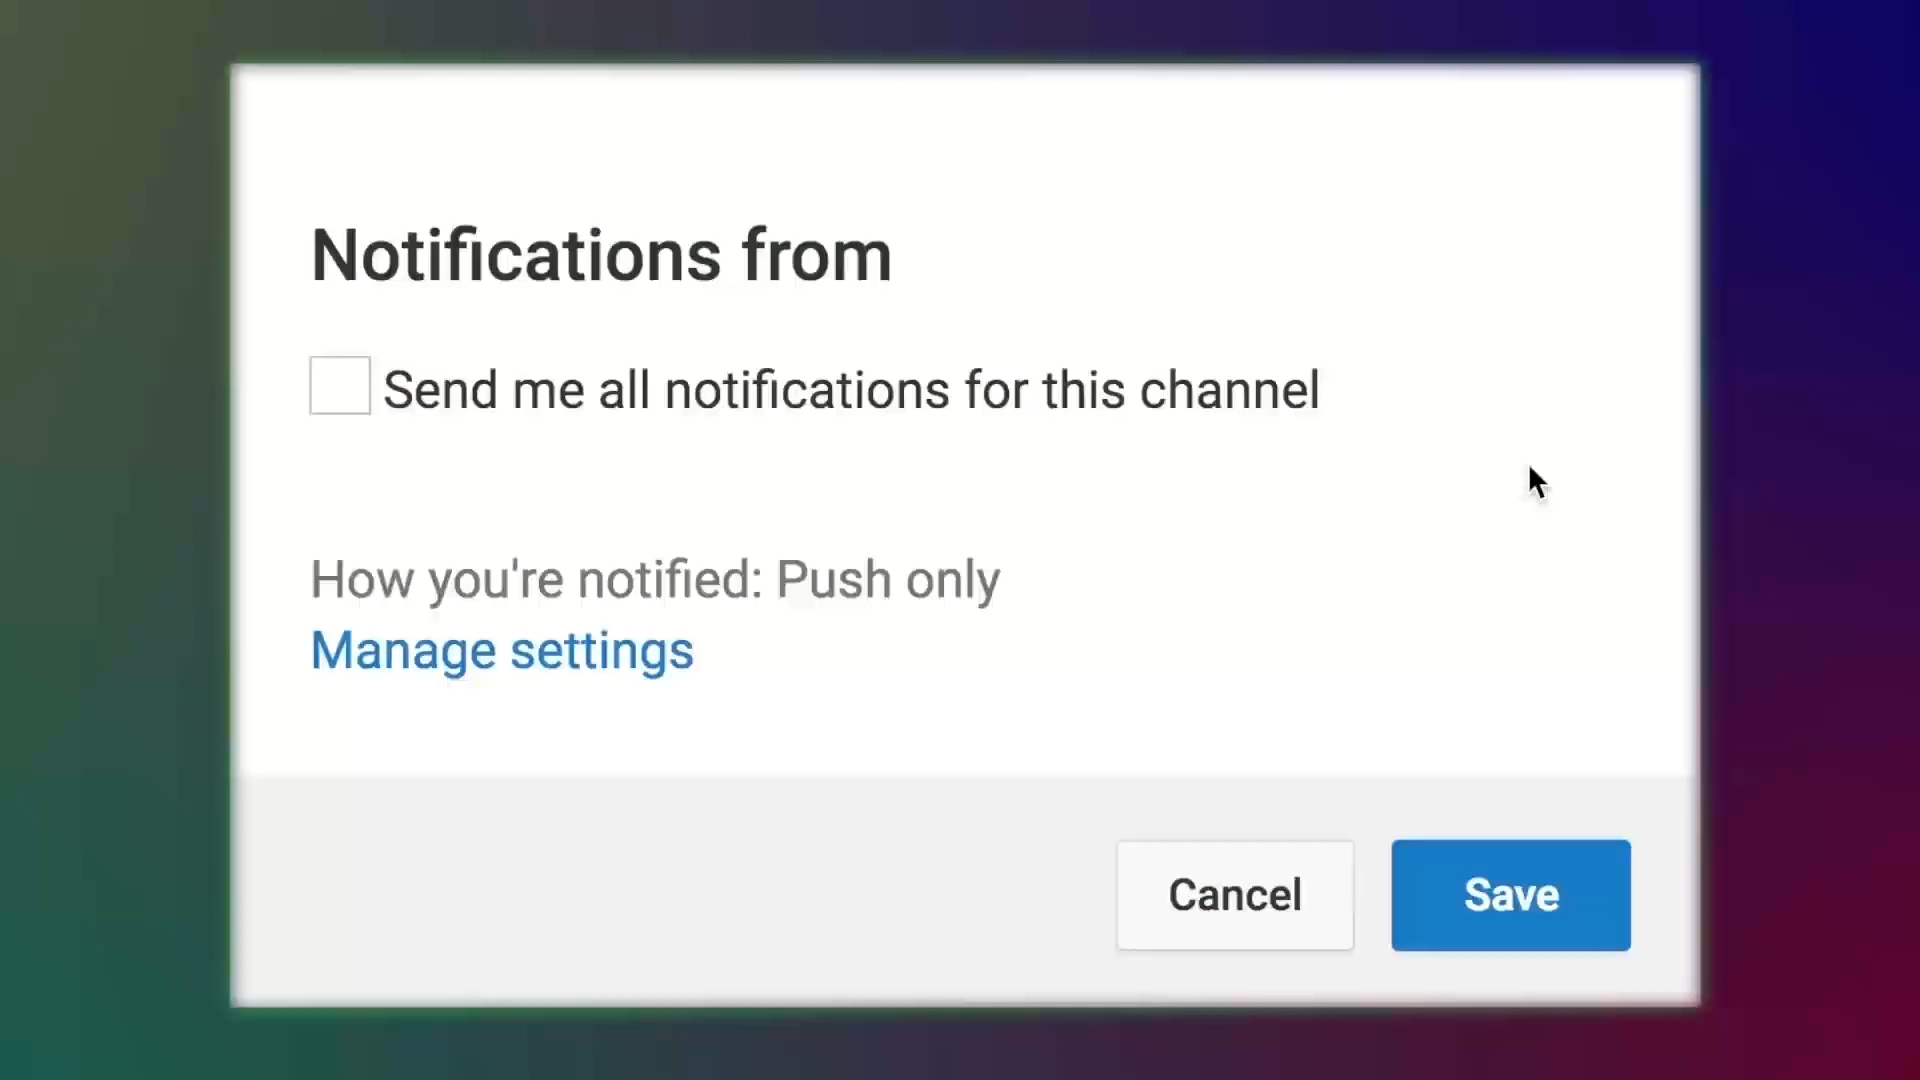 Notifications from
Send me all notifications for this channel
How you're notified: Push only
Manage settings
Cancel
Save